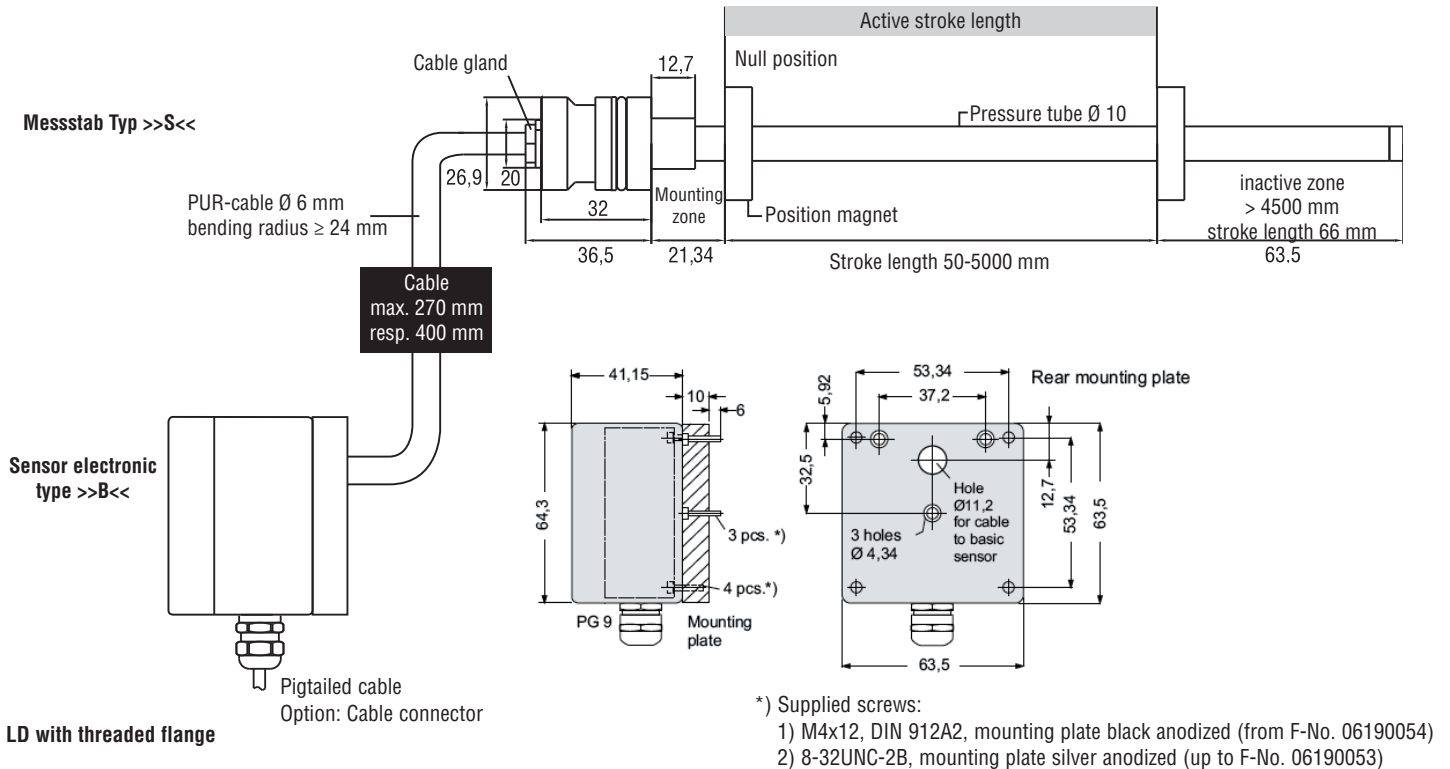 Active stroke length
Null position
12,7
Cable gland
Messstab Typ >>S<<
Pressure tube Ø 10
26,9
20
PUR-cable Ø 6 mm
bending radius ≥ 24 mm
32
Mounting
zone
Position magnet
inactive zone
> 4500 mm
stroke length 66 mm
36,5
21,34
Stroke length 50-5000 mm
63.5
Cable
max. 270 mm
resp. 400 mm
Sensor electronic
type >>B<<
41,15
10
6
64,3
3 pcs. *)
4 pcs.*)
PG 9
Mounting
plate
53,34
37,2
Rear mounting plate
5,92
32,5
Hole
Ø11,2
for cable
to basic
sensor
3 holes
Ø 4,34
12,7
53,34
63,5
63,5
Pigtailed cable
Option: Cable connector
LD with threaded flange
*) Supplied screws:
1) M4x12, DIN 912A2, mounting plate black anodized (from F-No. 06190054)
2) 8-32UNC-2B, mounting plate silver anodized (up to F-No. 06190053)